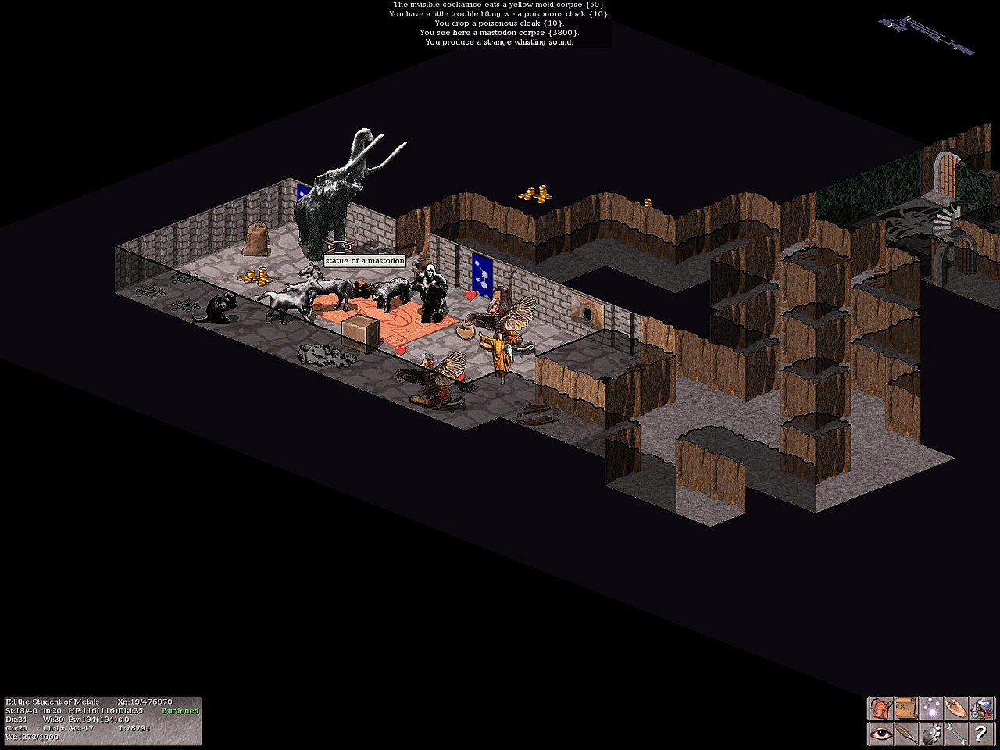 The invisible cockatrice eats a yellow mold corpse {50}.
You have a little trouble lifting w - a poisonous cloak {10}.
You drop a poisonous cloak {10}.
You see here a mastodon corpse {3800}.
You produce a strange whistling sound.
statue of a mastodon
Ed the Student of Metals Xp:19/476970
St:18/40 In:20 HP:116(116) Dlvl:35 Burdened
Dx:24 Wi:20 Pw:194(194) $:0
Co:20 Ch:15 AC:-47 T:78791
Wt:1272/1000
?